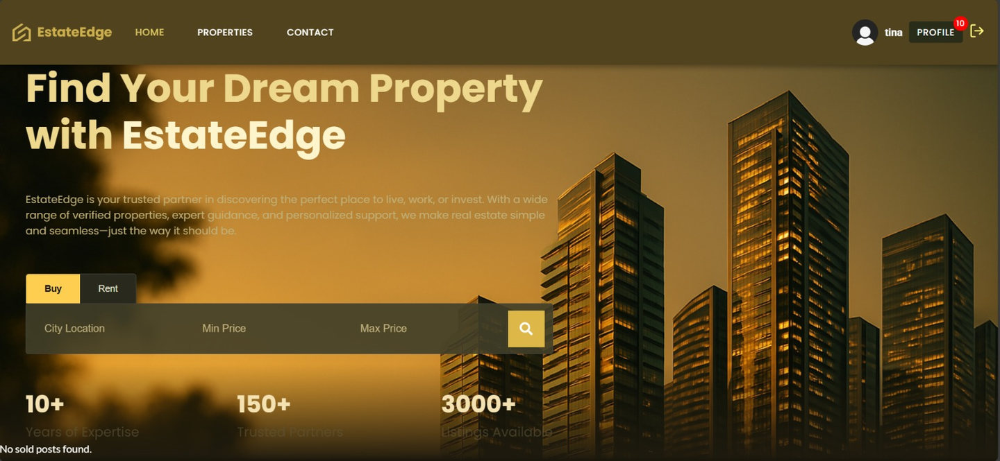 EstateEdge
HOME
PROPERTIES
CONTACT
tina
PROFILE
10
Find Your Dream Property
with EstateEdge
EstateEdge is your trusted partner in discovering the perfect place to live, work, or invest. With a wide
range of verified properties, expert guidance, and personalized support, we make real estate simple
and seamless—just the way it should be.
Buy
Rent
City Location
Min Price
Max Price
10+
150+
3000+
Years of Expertise
Trusted Partners
Listings Available
No sold posts found.